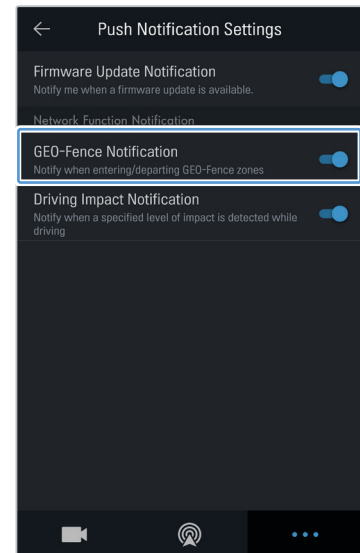 Push Notification Settings
Firmware Update Notification
Notify me when a firmware update is available.
Network Function Notification
GEO-Fence Notification
Notify when entering/departing GEO-Fence zones
Driving Impact Notification
Notify when a specified level of impact is detected while
driving